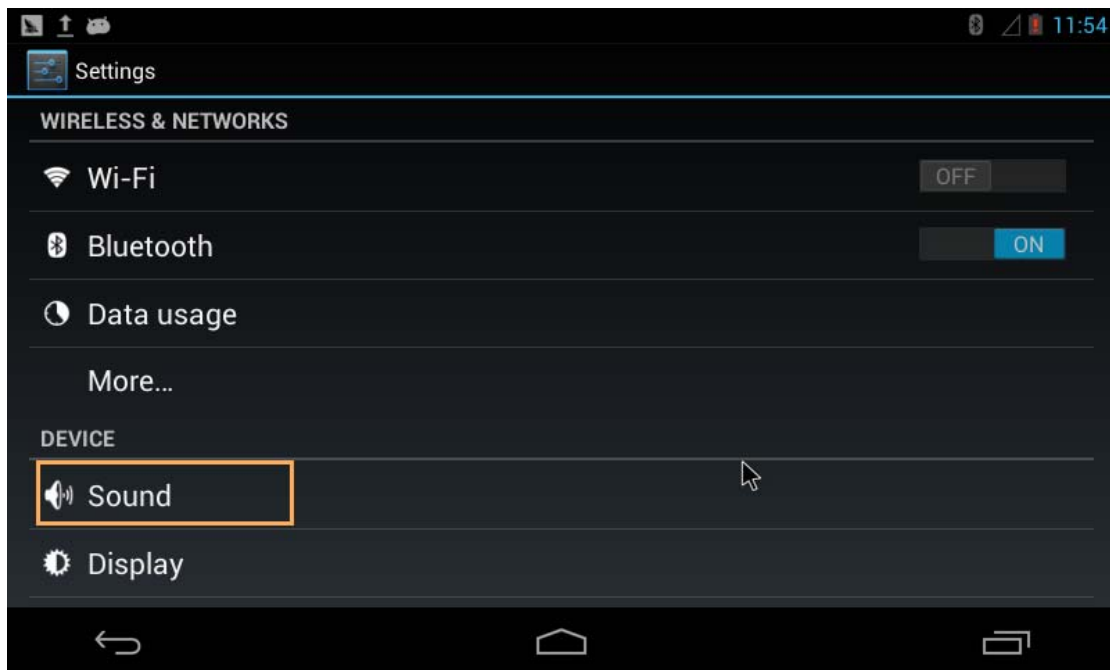 11:54
Settings
WIRELESS & NETWORKS
Wi-Fi
OFF
Bluetooth
ON
Data usage
More...
DEVICE
Sound
Display